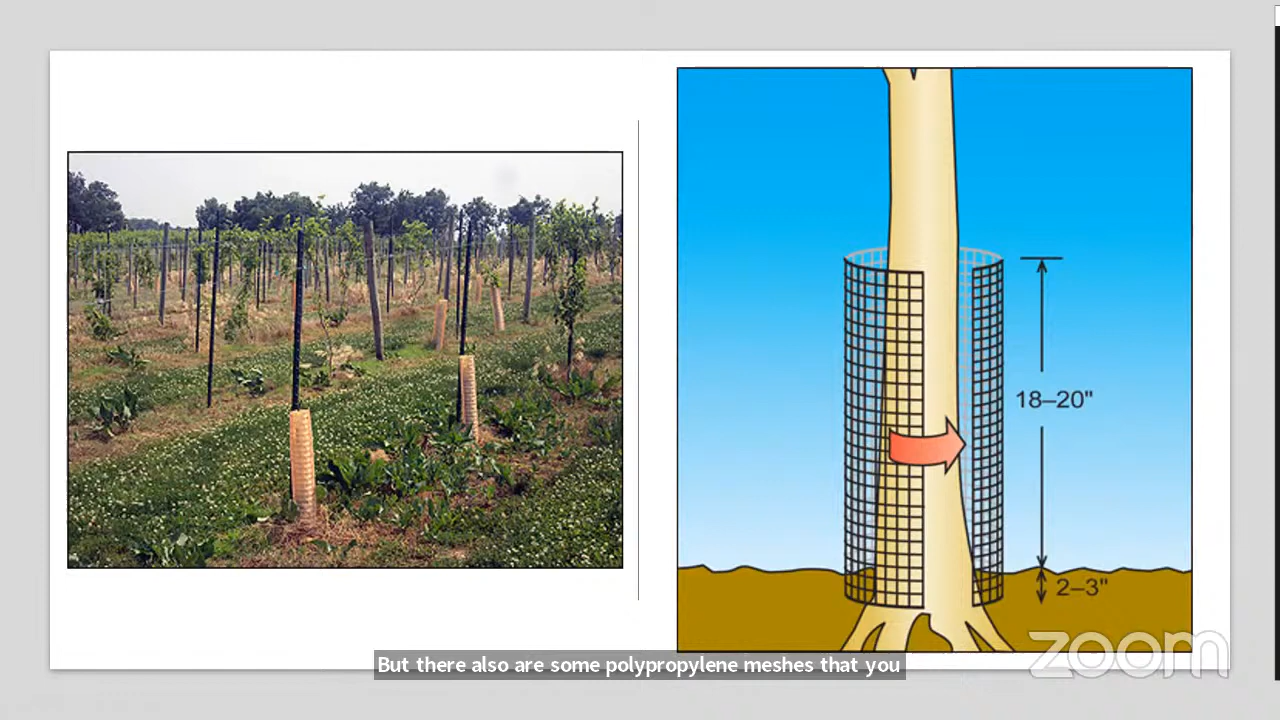 18–20"
2–3"
zoom
But there also are some polypropylene meshes that you